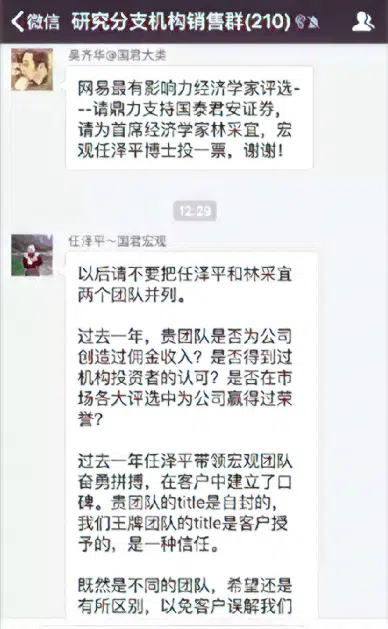 微信 研究分支机构销售群(210)
吴齐华@国君大类
网易最有影响力经济学家评选-
--请鼎力支持国泰君安证券,
请为首席经济学家林采宜,宏
观任泽平博士投一票,谢谢!
12:29
任泽平~国君宏观
以后请不要把任泽平和林采宜
两个团队并列。
过去一年,贵团队是否为公司
创造过佣金收入?是否得到过
机构投资者的认可?是否在市
场各大评选中为公司赢得过荣
誉?
过去一年任泽平带领宏观团队
奋勇拼搏,在客户中建立了口
碑。贵团队的title是自封的,
我们王牌团队的title是客户授
予的,是一种信任。
既然是不同的团队,希望还是
有所区别,以免客户误解我们